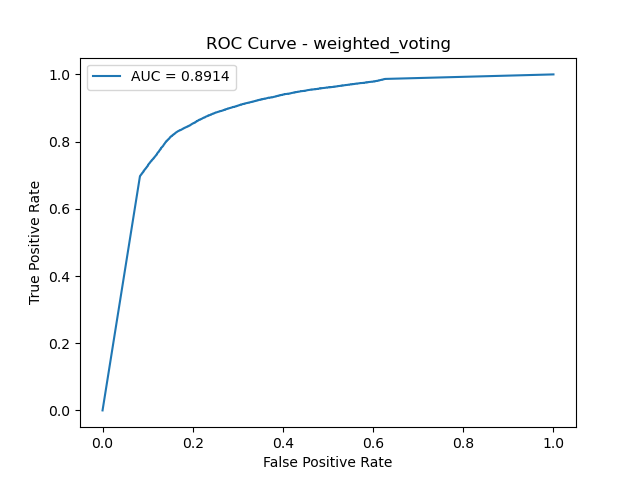 ROC Curve - weighted_voting
AUC = 0.8914
1.0
0.8
0.6
0.4
0.2
0.0
True Positive Rate
0.0 0.2 0.4 0.6 0.8 1.0
False Positive Rate